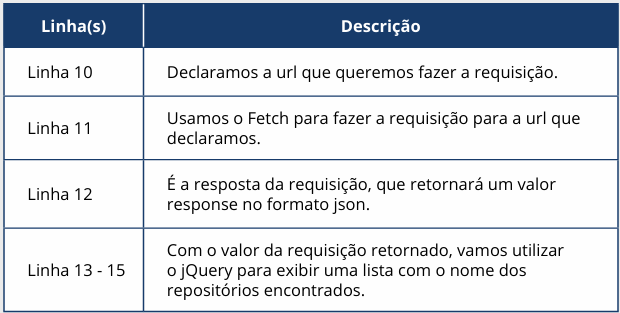 Linha(s) Descrição
Linha 10 Declaramos a url que queremos fazer a requisição.
Linha 11 Usamos o Fetch para fazer a requisição para a url que
declaramos.
Linha 12 É a resposta da requisição, que retornará um valor
response no formato json.
Linha 13 - 15 Com o valor da requisição retornado, vamos utilizar
o jQuery para exibir uma lista com o nome dos
repositórios encontrados.